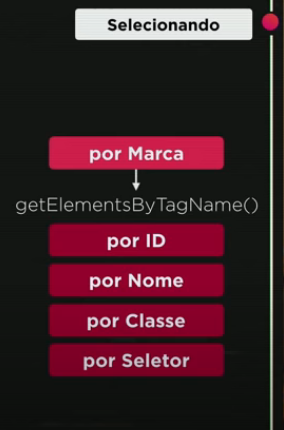 Selecionando
por Marca
getElementsByTagName()
por ID
por Nome
por Classe
por Seletor